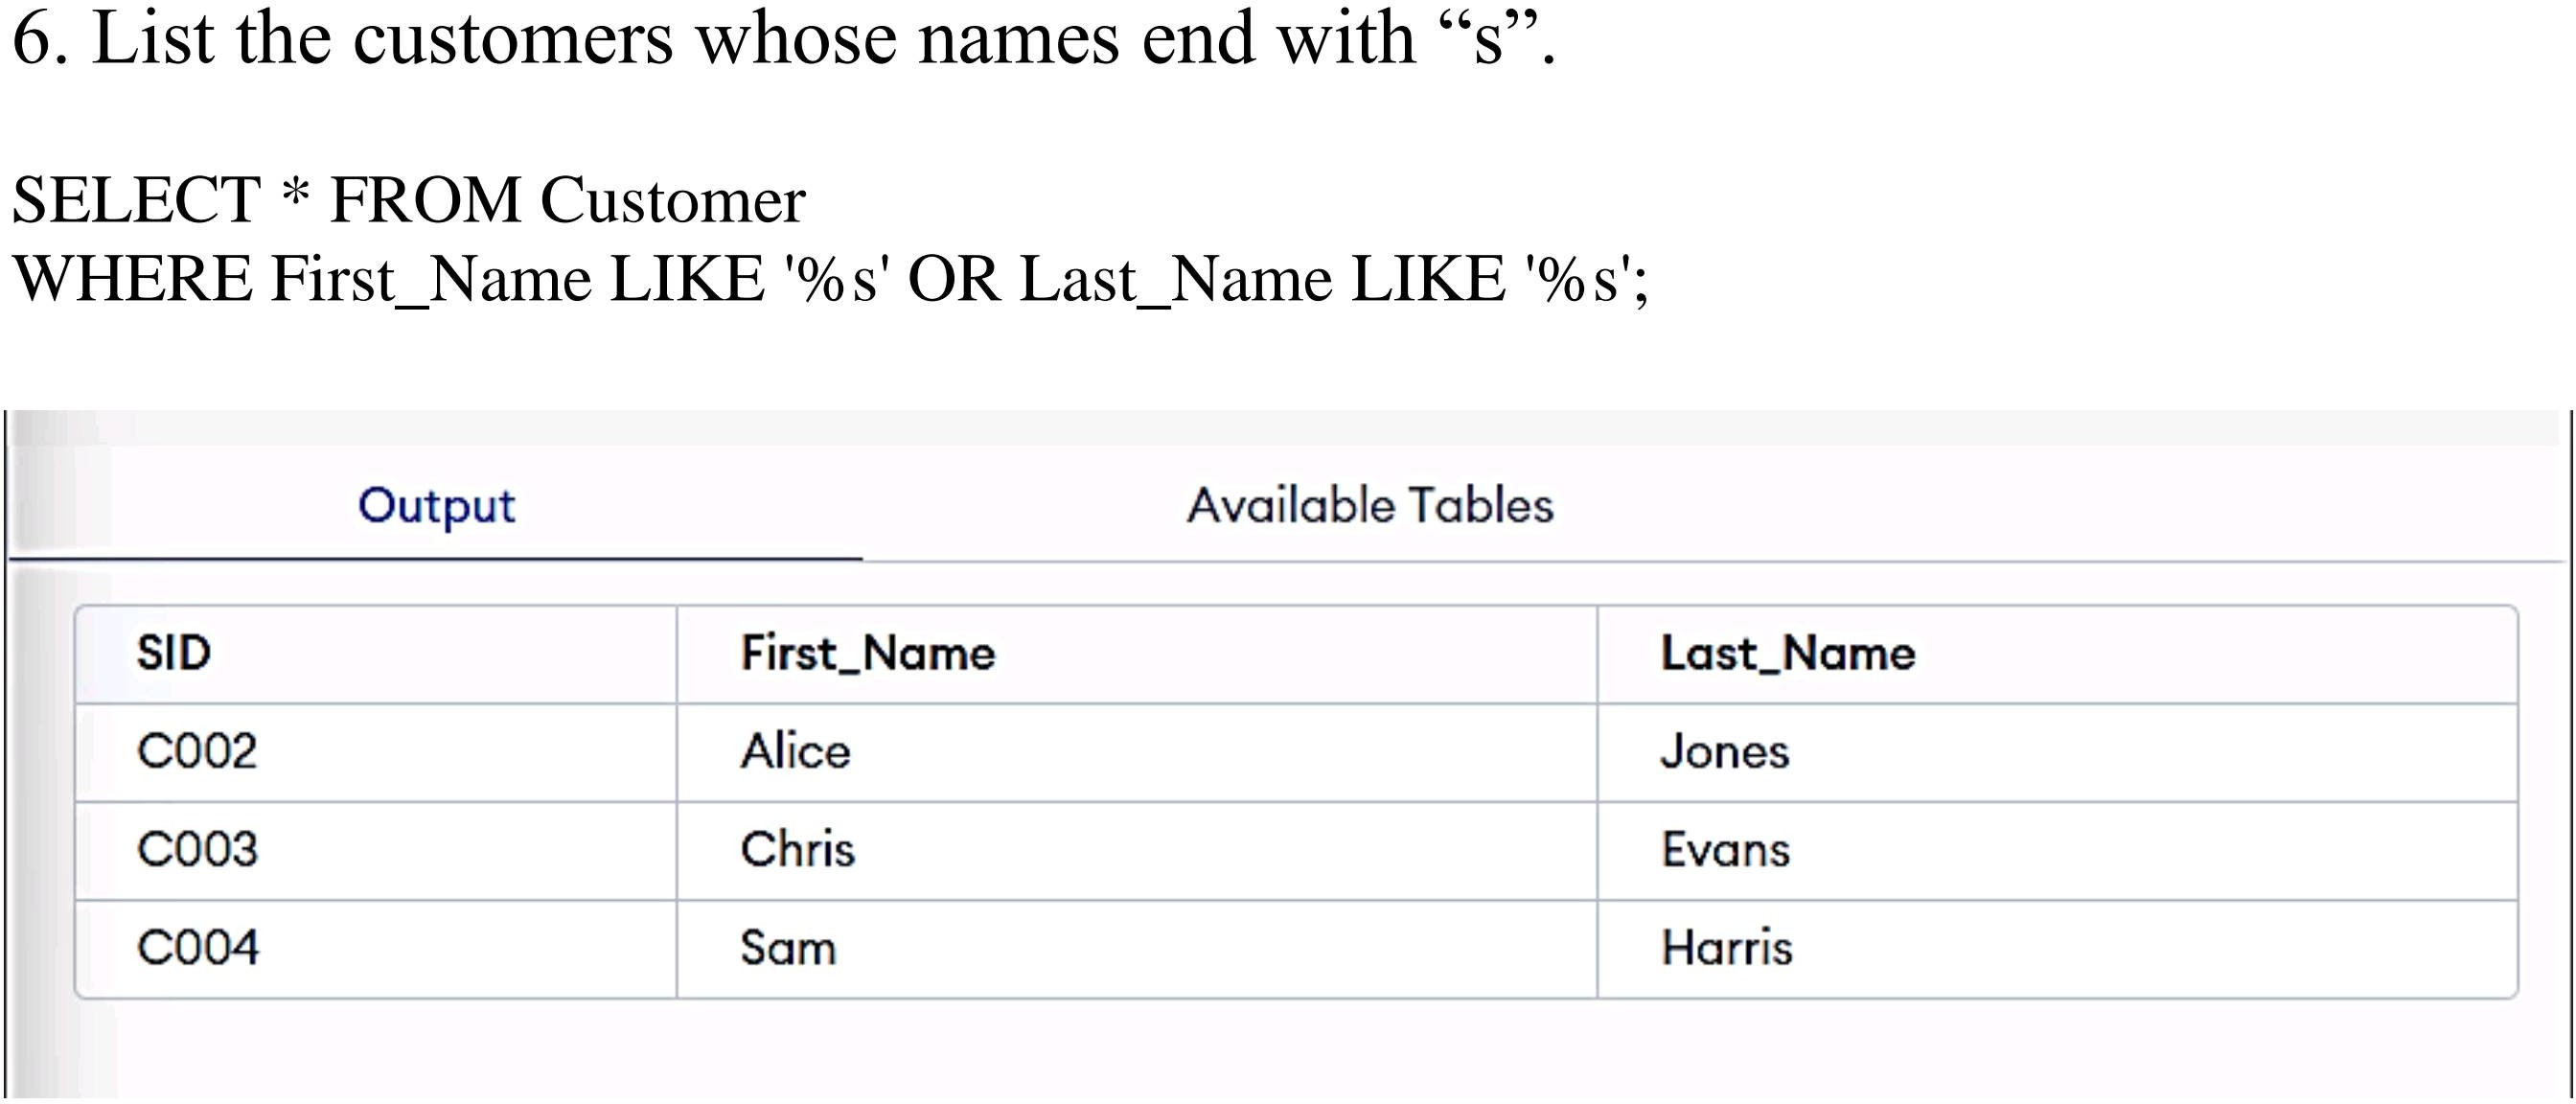 6. List the customers whose names end with “s”.
SELECT * FROM Customer
WHERE First_Name LIKE '%s' OR Last_Name LIKE '%s';
Output Available Tables
SID First_Name Last_Name
C002 Alice Jones
C003 Chris Evans
C004 Sam Harris